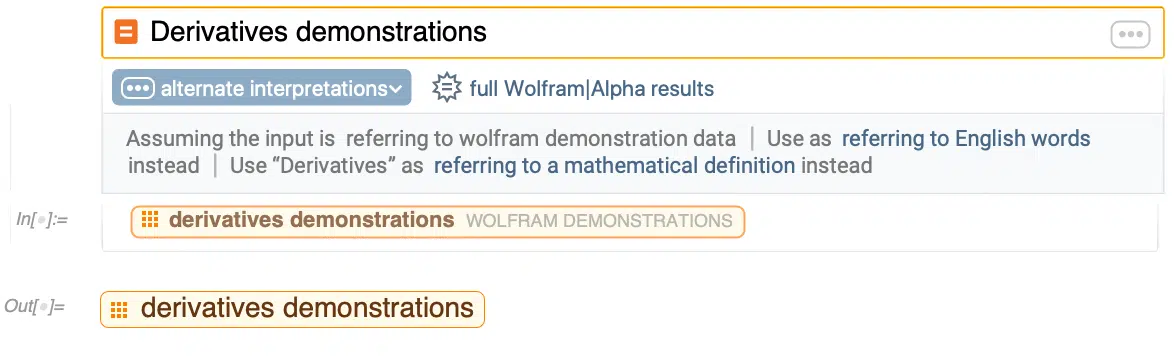 Derivatives demonstrations
alternate interpretations full Wolfram|Alpha results
Assuming the input is referring to wolfram demonstration data | Use as referring to English words
instead | Use “Derivatives” as referring to a mathematical definition instead
In[●]:= derivatives demonstrations WOLFRAM DEMONSTRATIONS
Out[●]= derivatives demonstrations